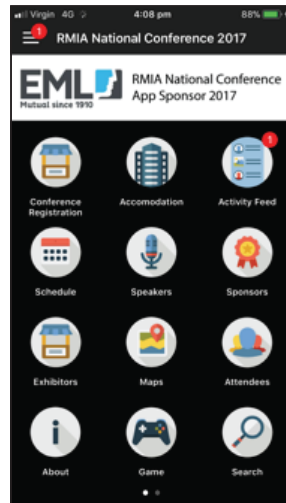 Virgin 4G 4:08 pm 88%
1
RMIA National Conference 2017
EML
Mutual since 1910
RMIA National Conference
App Sponsor 2017
1
Conference
Registration
Accomodation
Activity Feed
Schedule
Speakers
Sponsors
Exhibitors
Maps
Attendees
About
Game
Search